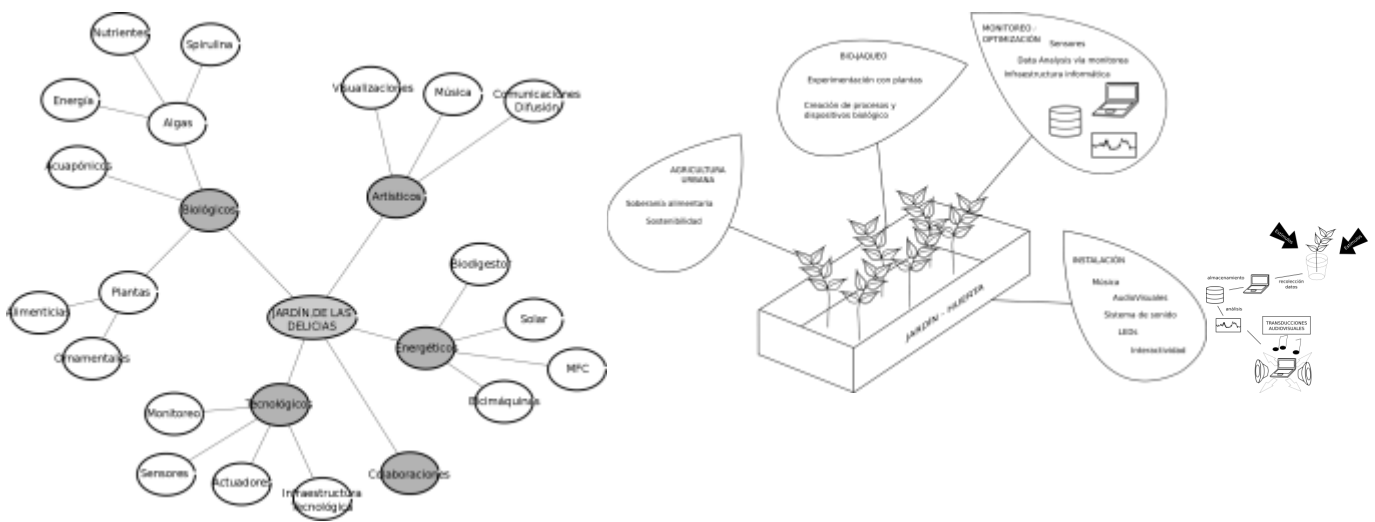 Nutrientes
Spirulina
Energía
Algas
Acuapónicos
Biológicos
Plantas
Alimenticias
Ornamentales
Visualizaciones
Música
Comunicaciones
Difusión
Artísticos
JARDÍN DE LAS
DELICIAS
Biodigesto
Solar
Energéticos
MFC
Bicimáquinas
Tecnológicos
Monitoreo
Sensores
Actuadores
Infraestructura
Tecnológica
Colaboraciones
AGRICULTURA
URBANA
Soberanía alimentaria
Sostenibilidad
BIOJAQUEO
Experimentación con plantas
Creación de procesos y
dispositivos biológico
MONITOREO -
OPTIMIZACIÓN
Sensores
Data Analysis vía monitorea
Infraestructura informática
JARDÍN - HUERTA
INSTALACIÓN
Música
AudioVisuales
Sistema de sonido
LEDs
Interactividad
almacenamiento
recolección
datos
análisis
TRANSDUCCIONES
AUDIOVISUALES